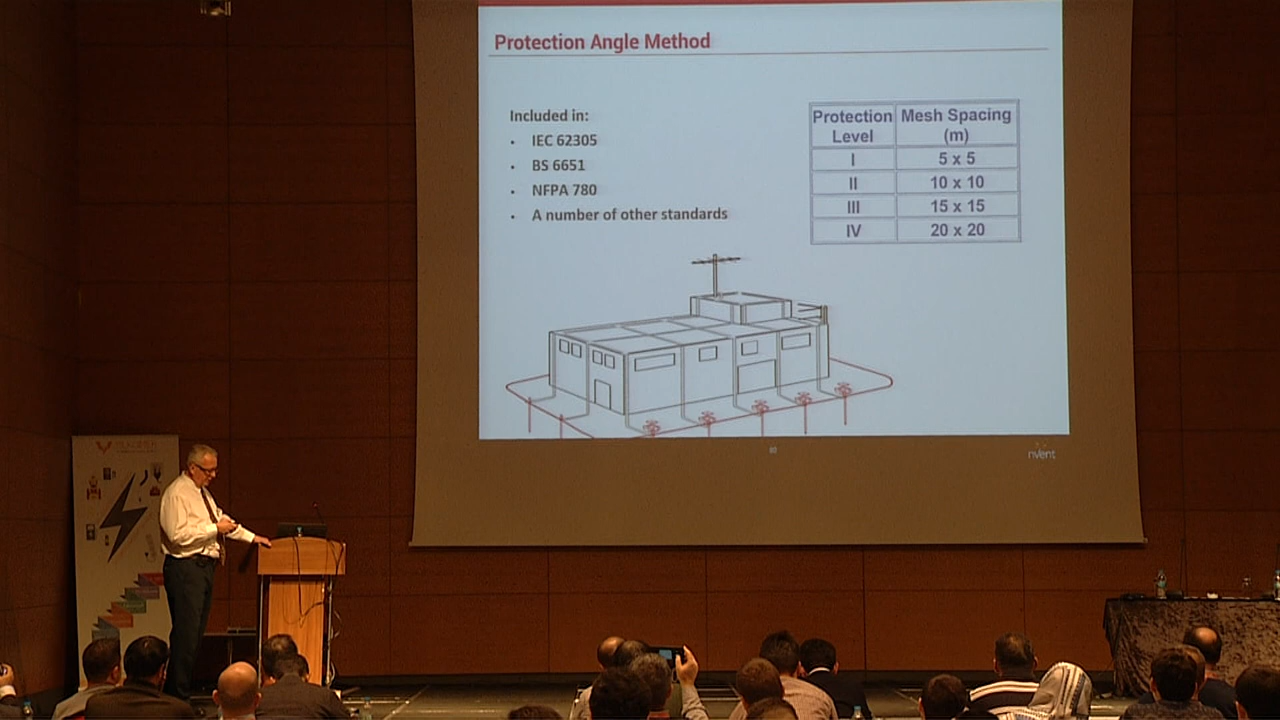 Protection Angle Method
Included in:
• IEC 62305
• BS 6651
• NFPA 780
• A number of other standards
Protection Level Mesh Spacing (m)
I 5 x 5
II 10 x 10
III 15 x 15
IV 20 x 20
80
nVent